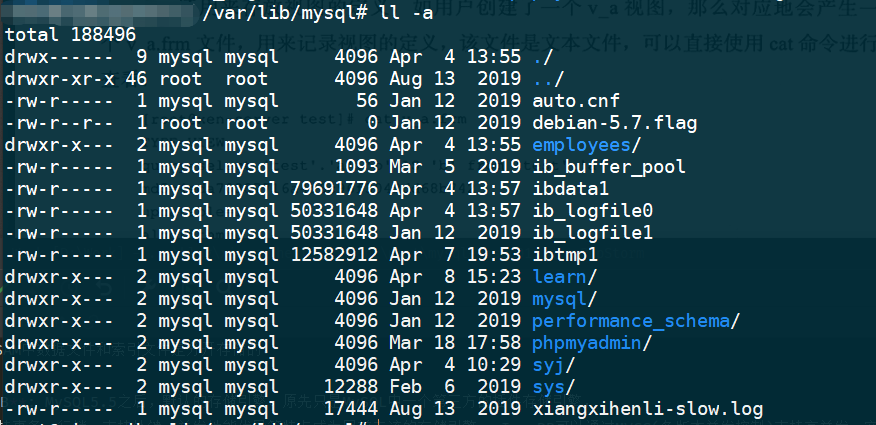 /var/lib/mysql# ll -a
total 188496
drwx------  9 mysql mysql     4096 Apr  4 13:55 ./
drwxr-xr-x 46 root  root      4096 Aug 13  2019 ../
-rw-r-----  1 mysql mysql       56 Jan 12  2019 auto.cnf
-rw-r--r--  1 root  root         0 Jan 12  2019 debian-5.7.flag
drwxr-x---  2 mysql mysql     4096 Apr  4 13:55 employees/
-rw-r-----  1 mysql mysql     1093 Mar  5  2019 ib_buffer_pool
-rw-r-----  1 mysql mysql 79691776 Apr  4 13:57 ibdata1
-rw-r-----  1 mysql mysql 50331648 Apr  4 13:57 ib_logfile0
-rw-r-----  1 mysql mysql 50331648 Jan 12  2019 ib_logfile1
-rw-r-----  1 mysql mysql 12582912 Apr  7 19:53 ibtmp1
drwxr-x---  2 mysql mysql     4096 Apr  8 15:23 learn/
drwxr-x---  2 mysql mysql     4096 Jan 12  2019 mysql/
drwxr-x---  2 mysql mysql     4096 Jan 12  2019 performance_schema/
drwxr-x---  2 mysql mysql     4096 Mar 18 17:58 phpmyadmin/
drwxr-x---  2 mysql mysql     4096 Apr  4 10:29 syj/
drwxr-x---  2 mysql mysql    12288 Feb  6  2019 sys/
-rw-r-----  1 mysql mysql    17444 Aug 13  2019 xiangxihenli-slow.log